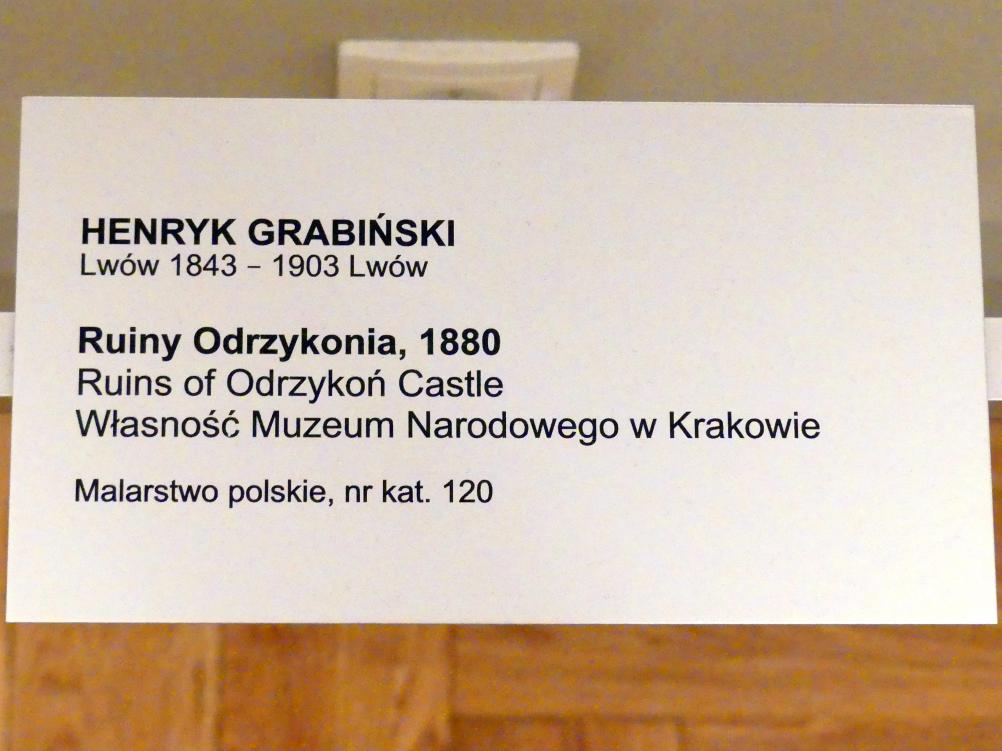 HENRYK GRABIŃSKI
Lwów 1843 – 1903 Lwów
Ruiny Odrzykonia, 1880
Ruins of Odrzykoń Castle
Własność Muzeum Narodowego w Krakowie
Malarstwo polskie, nr kat. 120